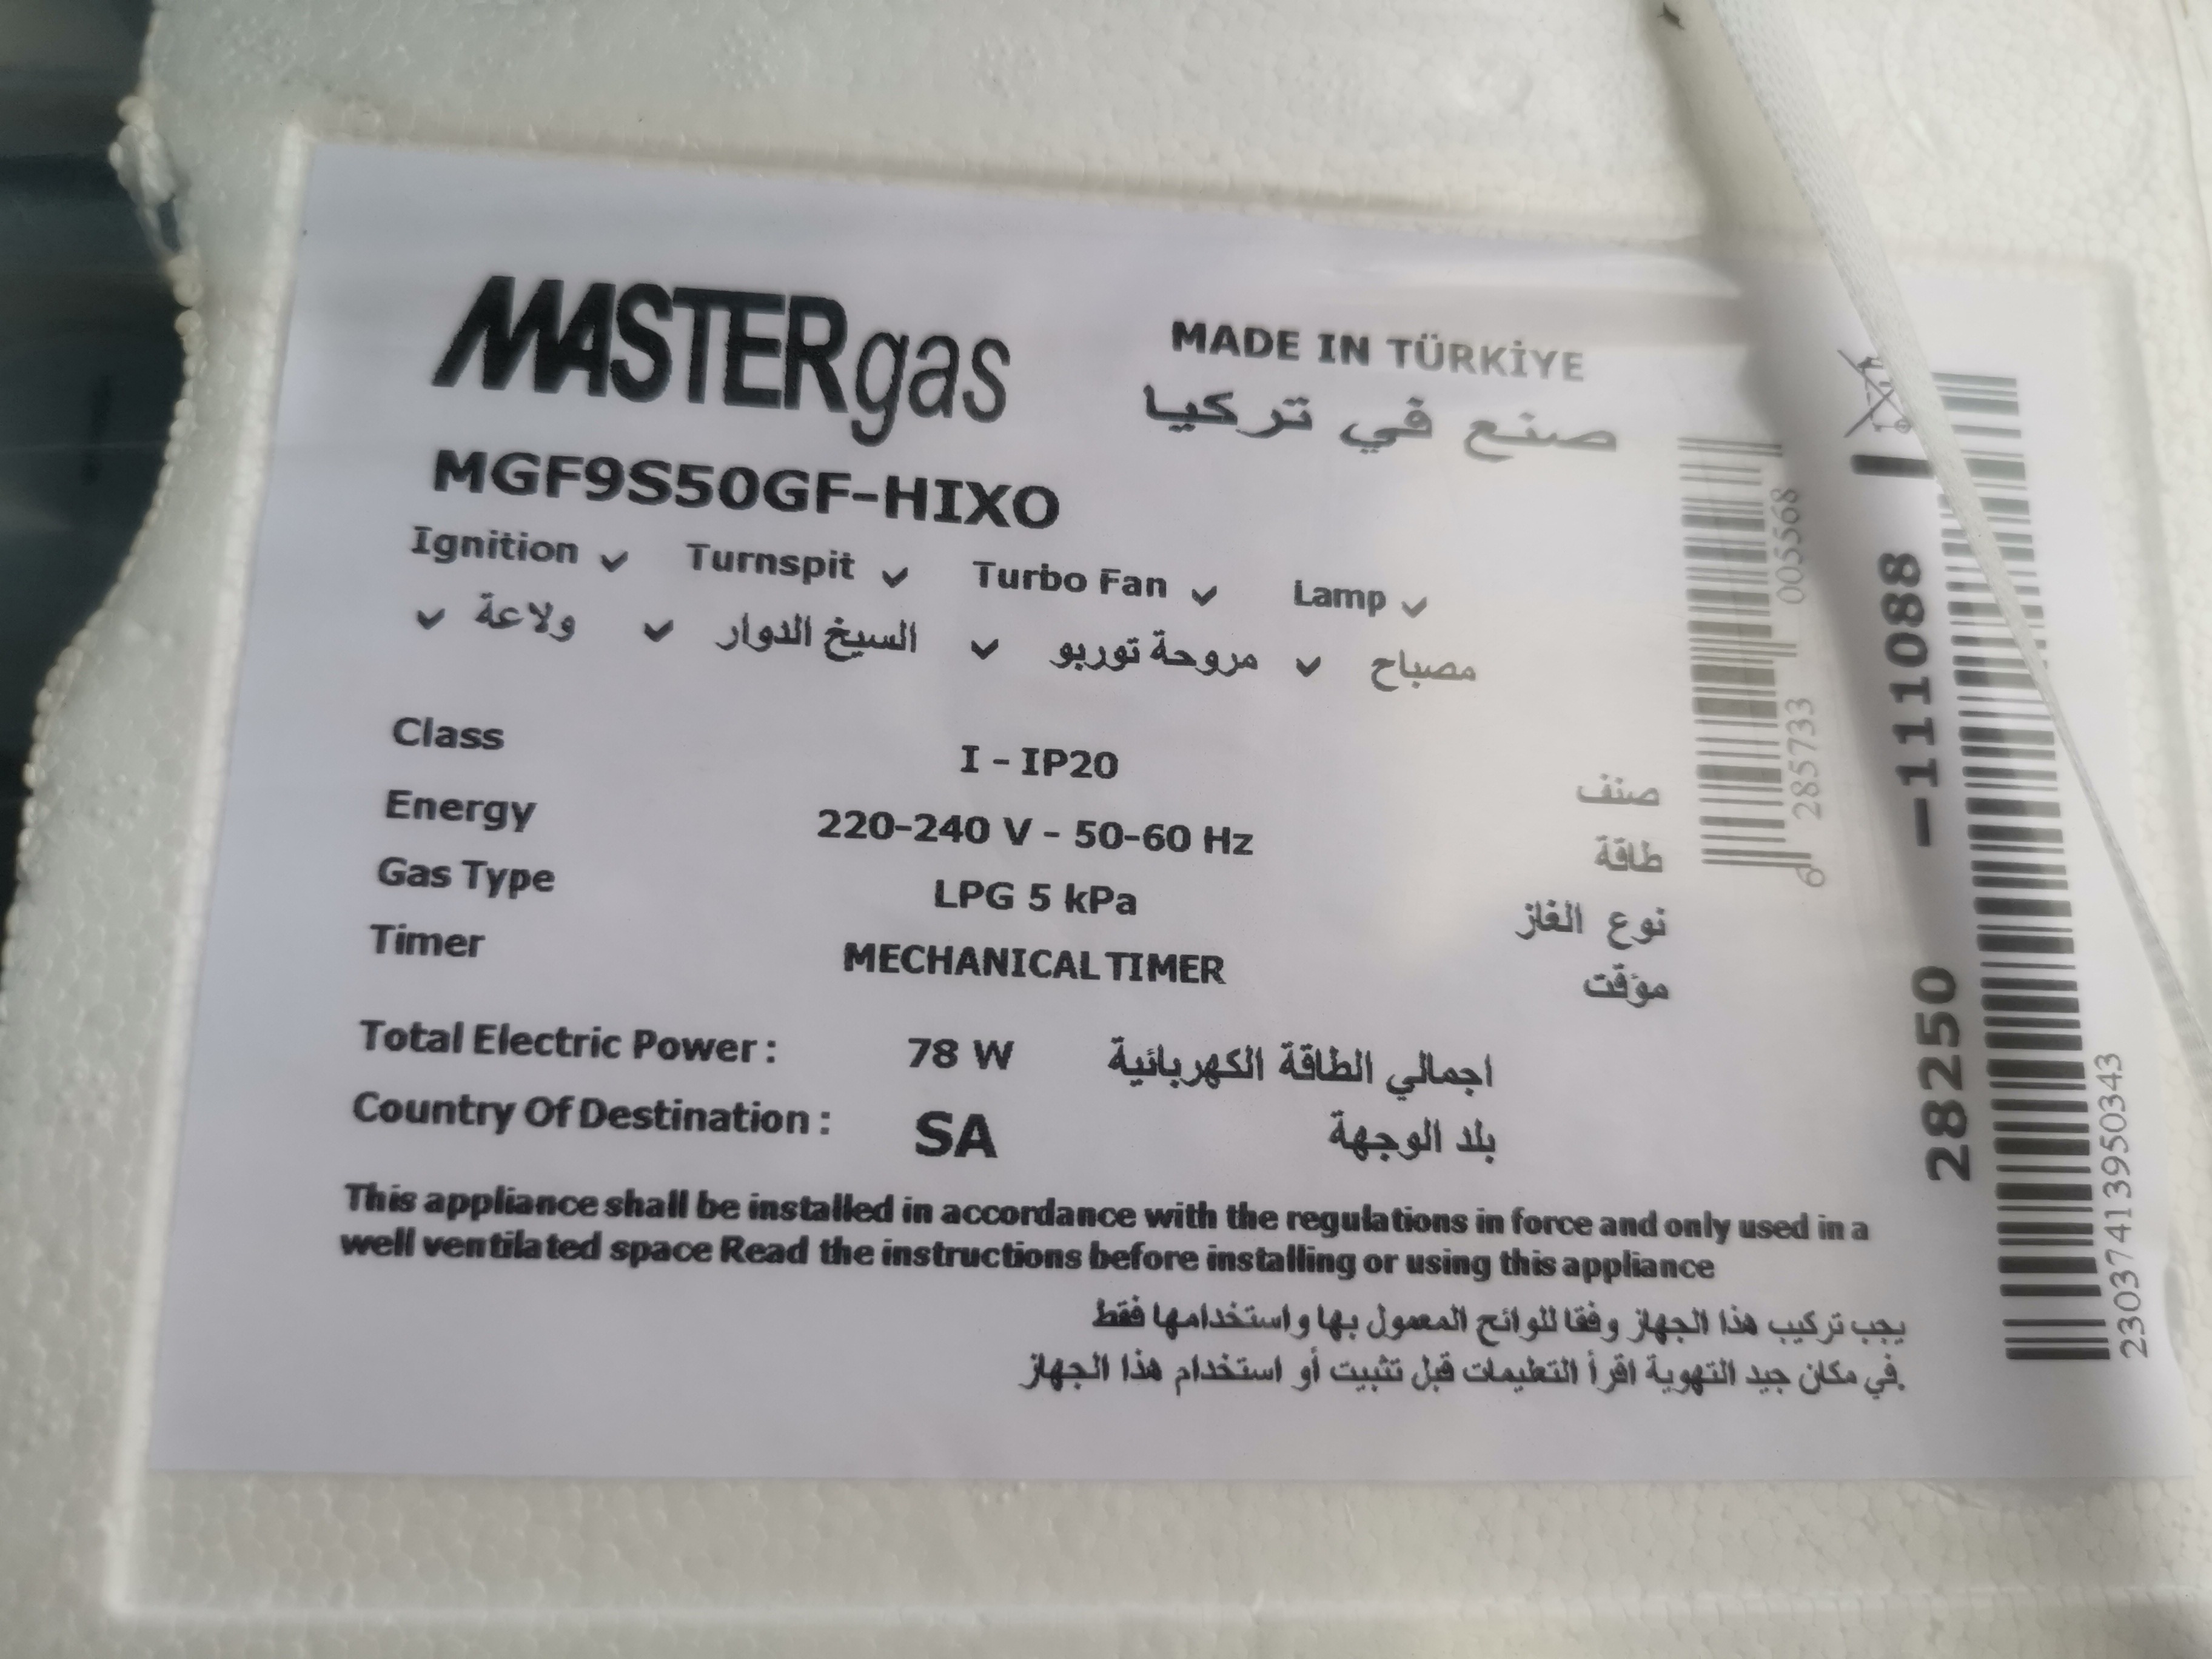 MASTERgas
MADE IN TÜRKİYE
صنع في تركيا
MGF9S50GF-HIXO
Ignition ✓ Turnspit ✓ Turbo Fan ✓ Lamp ✓
✓ ولاعة ✓ السيخ الدوار ✓ مروحة توربو ✓ مصباح
Class I - IP20 صنف
Energy 220-240 V - 50-60 Hz طاقة
Gas Type LPG 5 kPa نوع الغاز
Timer MECHANICAL TIMER مؤقت
Total Electric Power : 78 W اجمالي الطاقة الكهربائية
Country Of Destination : SA بلد الوجهة
This appliance shall be installed in accordance with the regulations in force and only used in a
well ventilated space Read the instructions before installing or using this appliance
يجب تركيب هذا الجهاز وفقا للوائح المعمول بها واستخدامها فقط
في مكان جيد التهوية اقرأ التعليمات قبل تثبيت أو استخدام هذا الجهاز.
6 285733 005568
28250 -111088
23037413950343